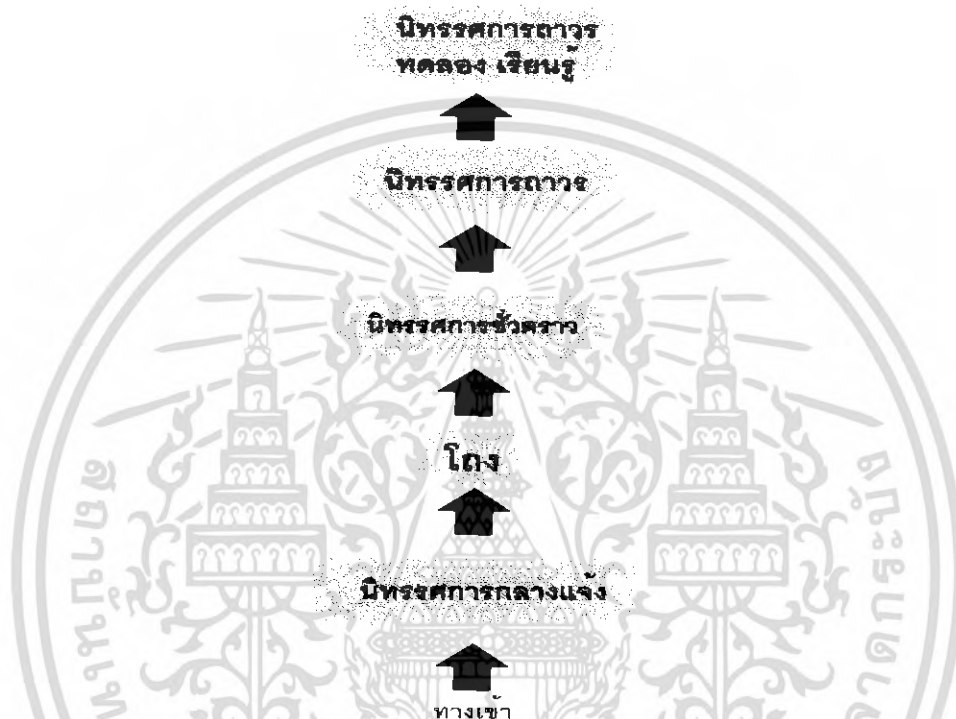 นิทรรศการถาวร
ทดลอง เรียนรู้
นิทรรศการถาวร
นิทรรศการชั่วคราว
โถง
นิทรรศการกลางแจ้ง
ทางเข้า